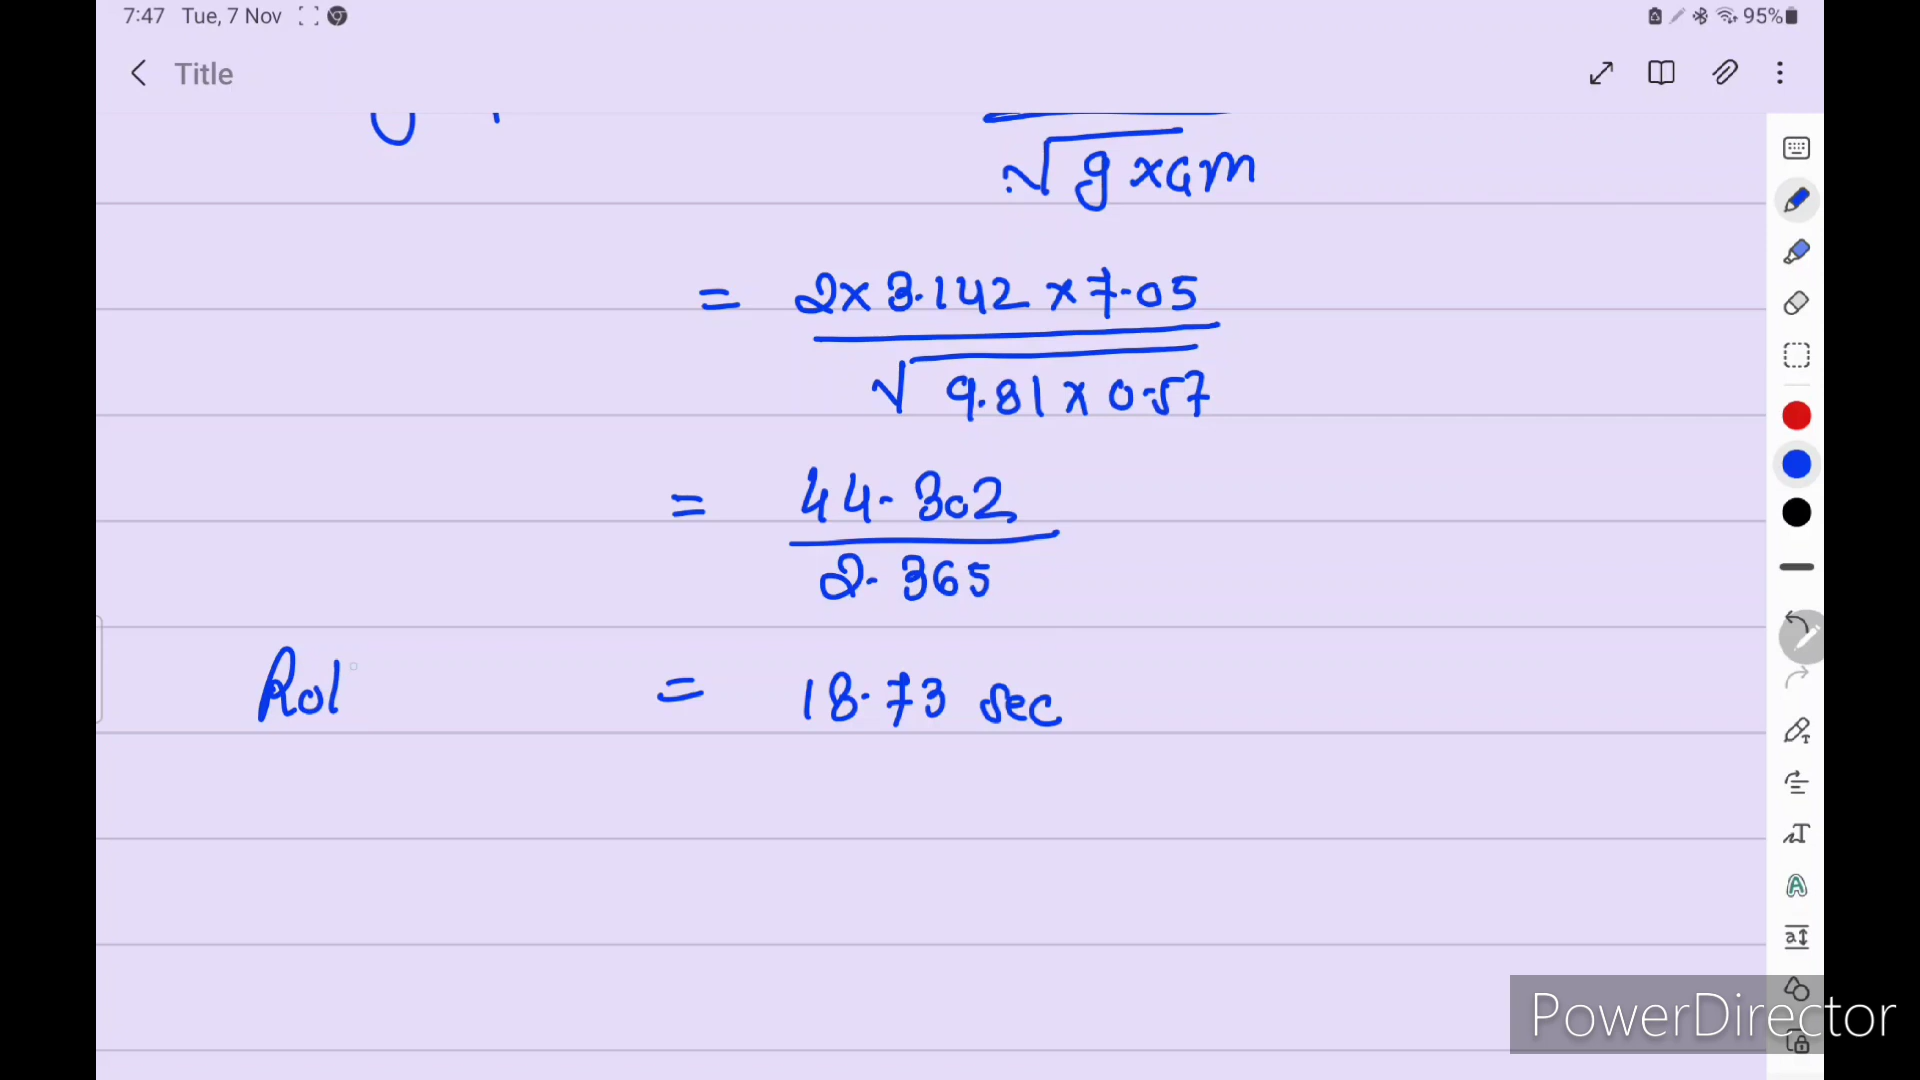 7:47 Tue, 7 Nov 95%
Title
√g×GM
= 2×3.142×7.05
√9.81×0.57
= 44.302
2.365
Rol = 18.73 sec
PowerDirector